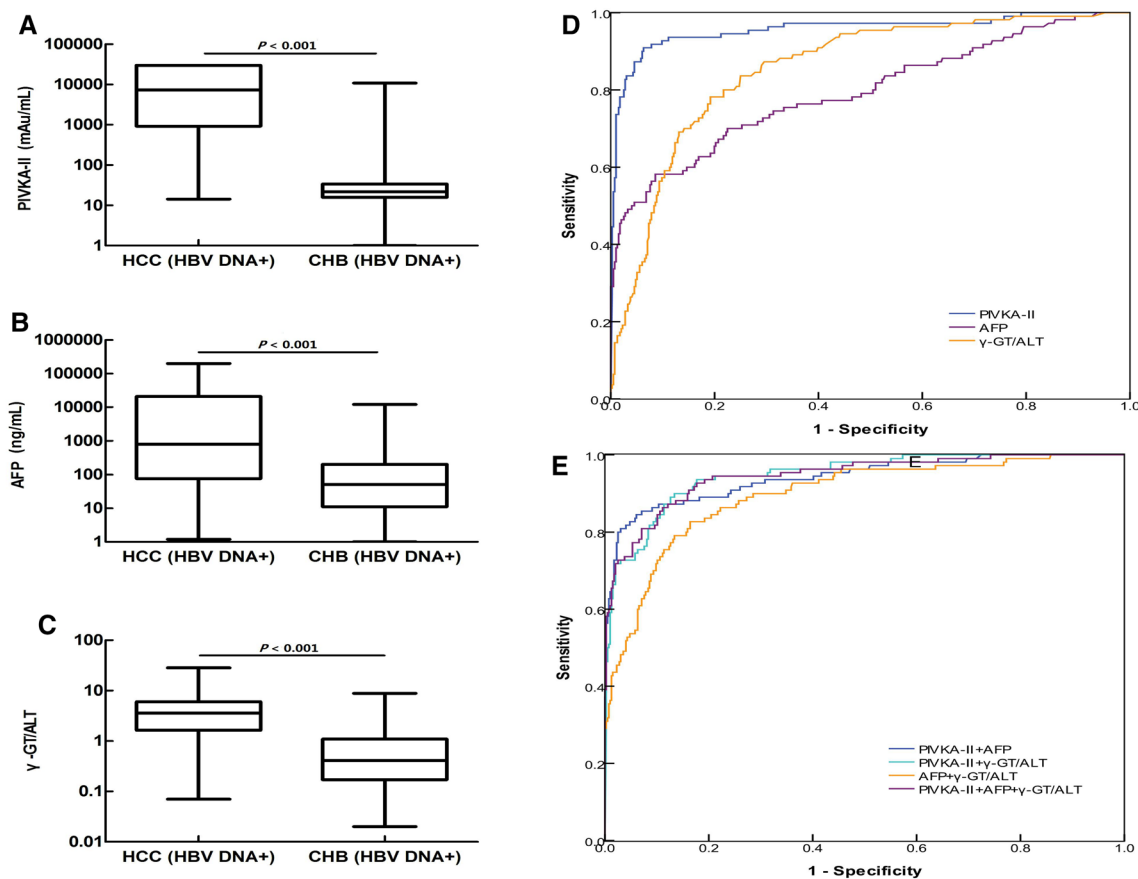 A
P < 0.001
100000
10000
1000
100
10
1
PIVKA-II (mAu/mL)
HCC (HBV DNA+)
CHB (HBV DNA+)
B
P < 0.001
1000000
100000
10000
1000
100
10
1
AFP (ng/mL)
HCC (HBV DNA+)
CHB (HBV DNA+)
C
P < 0.001
100
10
1
0.1
0.01
γ -GT/ALT
HCC (HBV DNA+)
CHB (HBV DNA+)
D
1.0
0.8
0.6
0.4
0.2
0.0
Sensitivity
PIVKA-II
AFP
γ-GT/ALT
0.0
0.2
0.4
0.6
0.8
1.0
1 - Specificity
E
E
1.0
0.8
0.6
0.4
0.2
0.0
Sensitivity
PIVKA-II+AFP
PIVKA-II+γ-GT/ALT
AFP+γ-GT/ALT
PIVKA-II+AFP+γ-GT/ALT
0.0
0.2
0.4
0.6
0.8
1.0
1 - Specificity